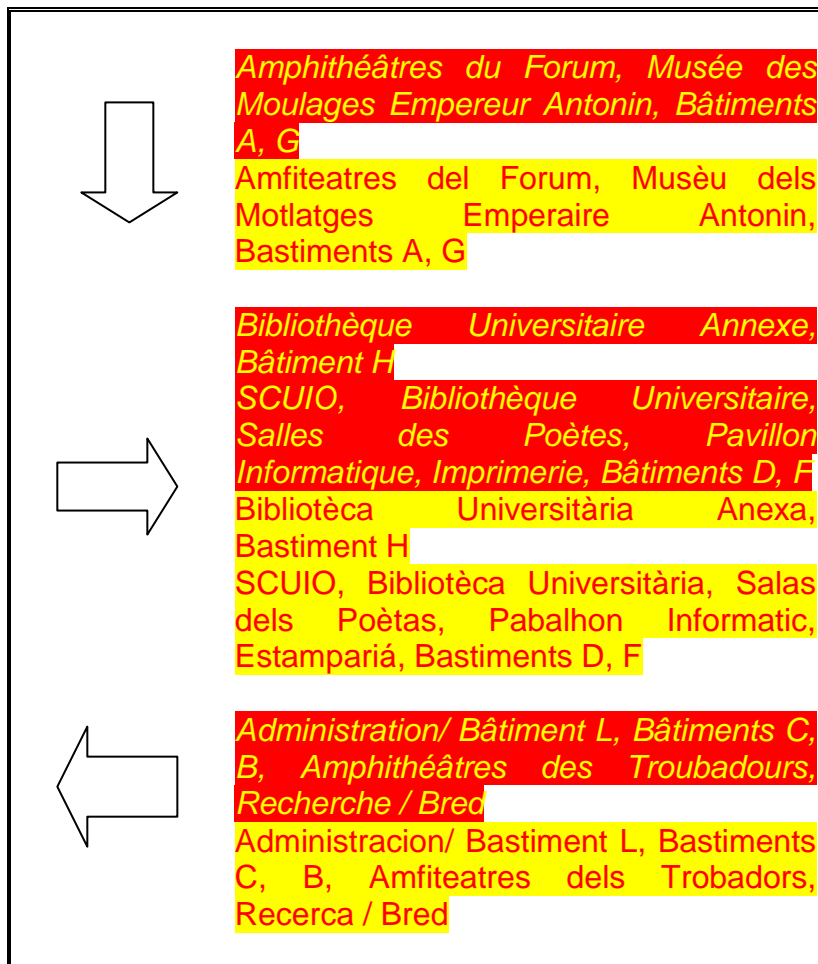 Amphithéâtres du Forum, Musée des
Moulages Empereur Antonin, Bâtiments
A, G
Amfiteatres del Forum, Musèu dels
Motlatges Emperaire Antonin,
Bastiments A, G
Bibliothèque Universitaire Annexe,
Bâtiment H
SCUIO, Bibliothèque Universitaire,
Salles des Poètes, Pavillon
Informatique, Imprimerie, Bâtiments D, F
Bibliotèca Universitària Anexa,
Bastiment H
SCUIO, Bibliotèca Universitària, Salas
dels Poètas, Pabalhon Informatic,
Estampariá, Bastiments D, F
Administration/ Bâtiment L, Bâtiments C,
B, Amphithéâtres des Troubadours,
Recherche / Bred
Administracion/ Bastiment L, Bastiments
C, B, Amfiteatres dels Trobadors,
Recerca / Bred